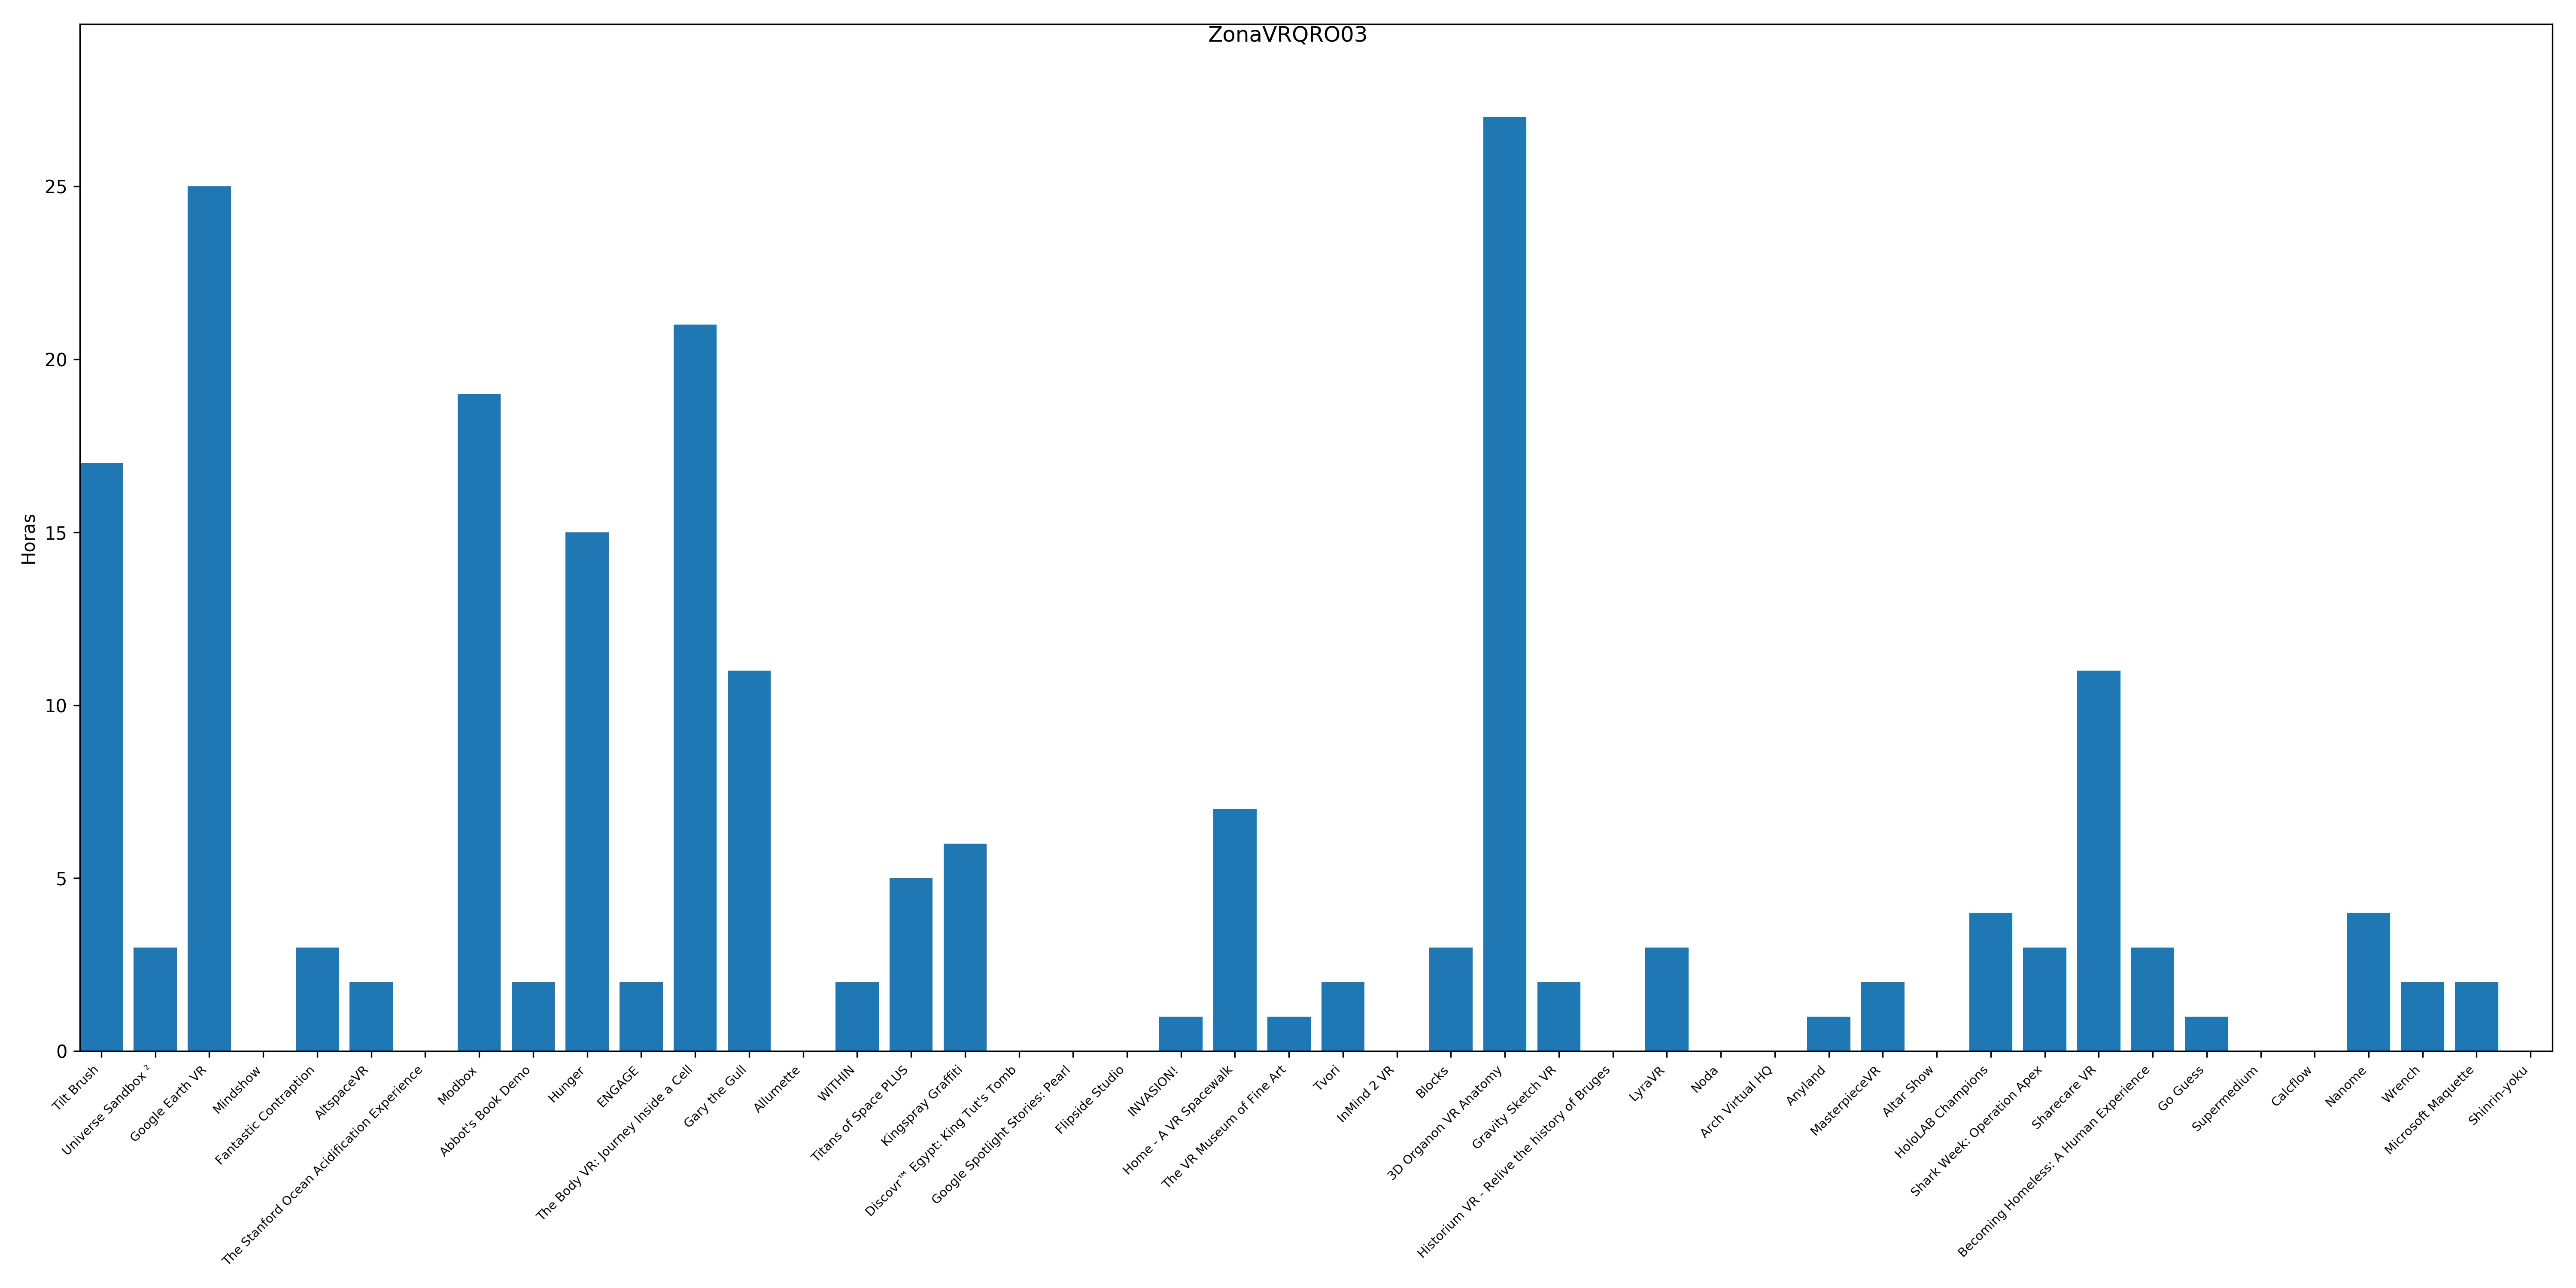 ZonaVRQRO03
Horas
25
20
15
10
5
0
Tilt Brush
Universe Sandbox ²
Google Earth VR
Mindshow
Fantastic Contraption
AltspaceVR
The Stanford Ocean Acidification Experience
Modbox
Abbot's Book Demo
Hunger
ENGAGE
The Body VR: Journey Inside a Cell
Gary the Gull
Allumette
WITHIN
Titans of Space PLUS
Kingspray Graffiti
Discovr™ Egypt: King Tut's Tomb
Google Spotlight Stories: Pearl
Flipside Studio
INVASION!
Home - A VR Spacewalk
The VR Museum of Fine Art
Tvori
InMind 2 VR
Blocks
3D Organon VR Anatomy
Gravity Sketch VR
Historium VR - Relive the history of Bruges
LyraVR
Noda
Arch Virtual HQ
Anyland
MasterpieceVR
Altar Show
HoloLAB Champions
Shark Week: Operation Apex
Sharecare VR
Becoming Homeless: A Human Experience
Go Guess
Supermedium
Calcflow
Nanome
Wrench
Microsoft Maquette
Shinrin-yoku